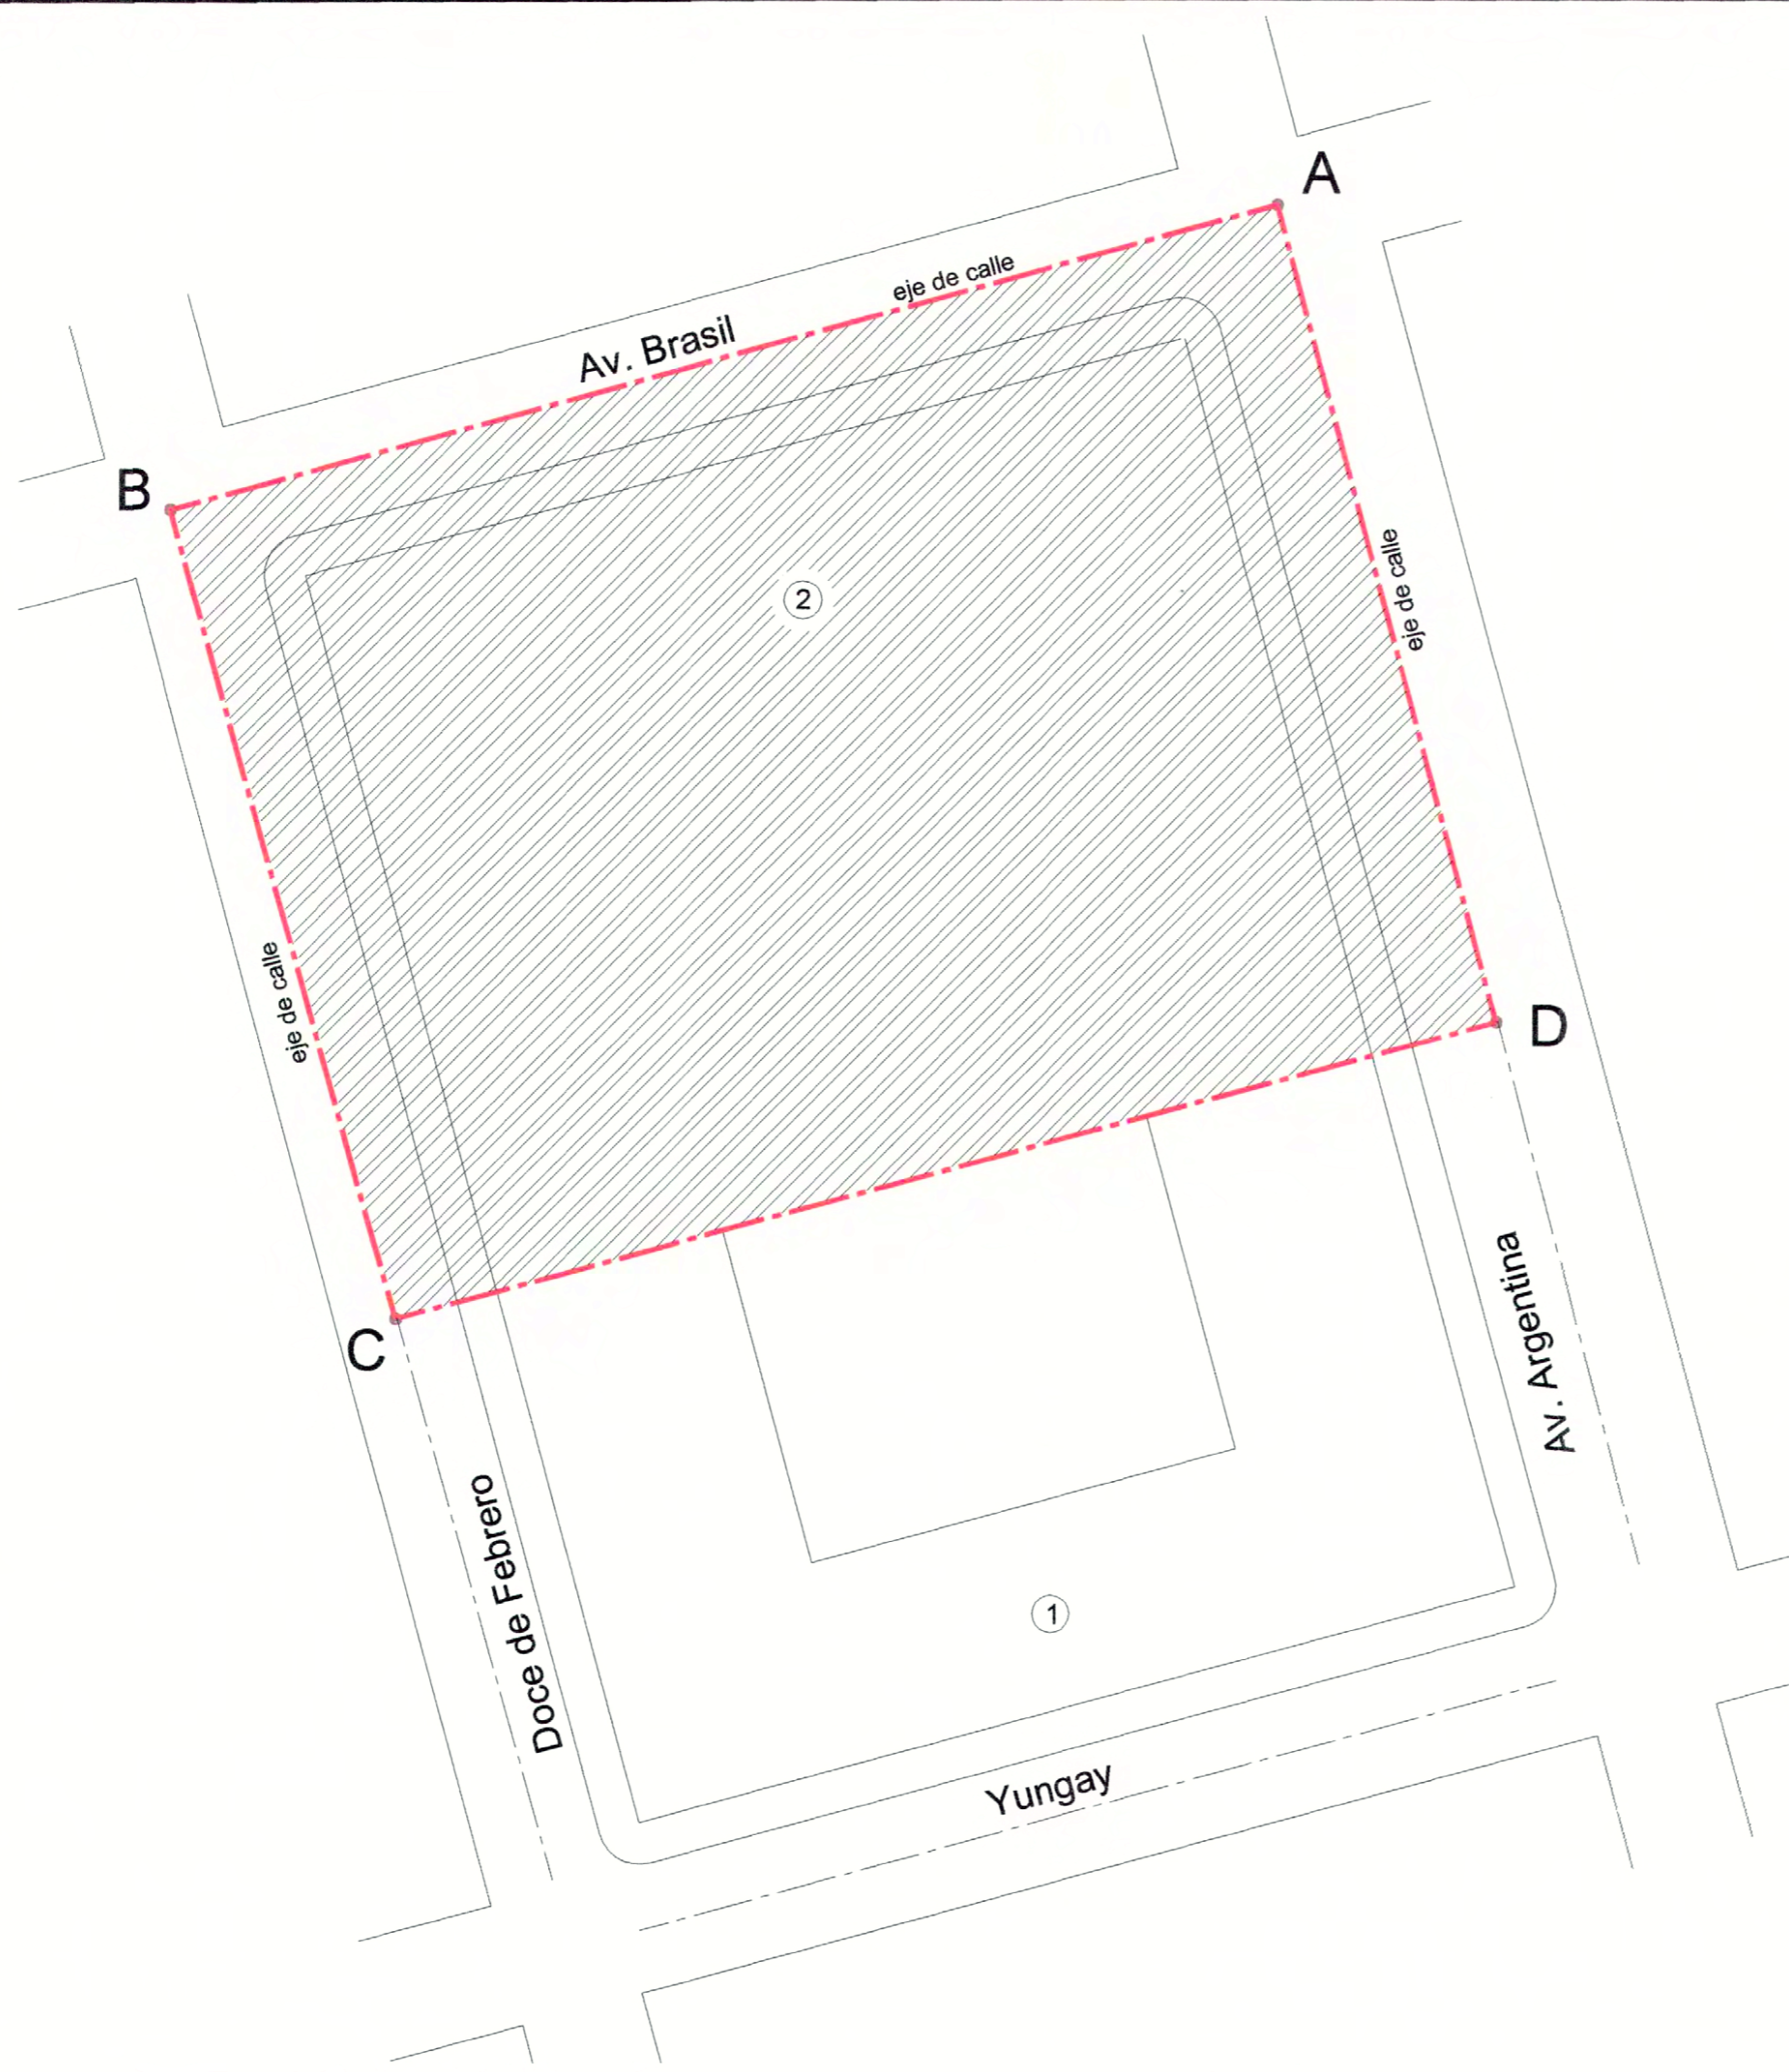 A
eje de calle
Av. Brasil
B
eje de calle
2
eje de calle
D
C
Av. Argentina
Doce de Febrero
1
Yungay